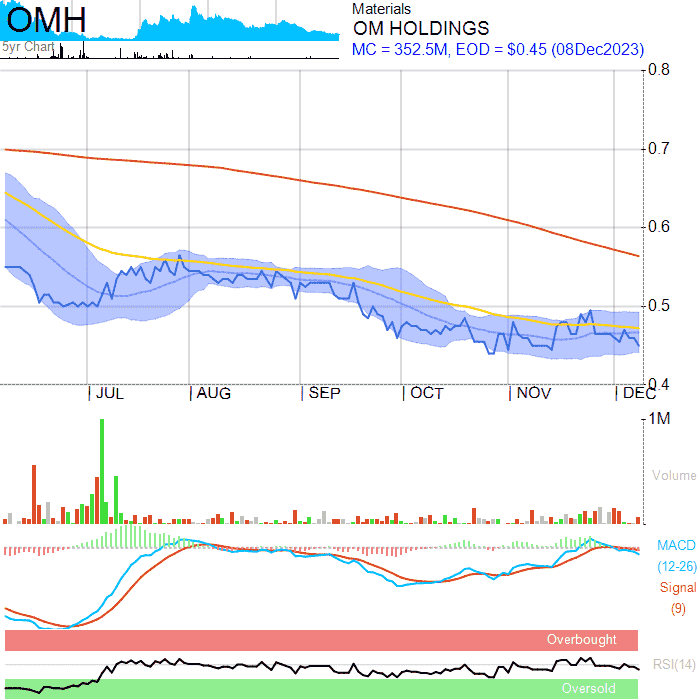 OMH
5yr Chart
Materials
OM HOLDINGS
MC = 352.5M, EOD = $0.45 (08Dec2023)
0.8
0.7
0.6
0.5
0.4
JUL AUG SEP OCT NOV DEC
1M
Volume
MACD
(12-26)
Signal
(9)
Overbought
RSI(14)
Oversold